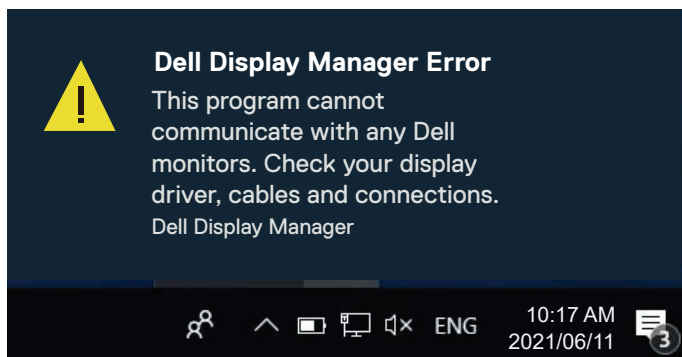 Dell Display Manager Error
This program cannot
communicate with any Dell
monitors. Check your display
driver, cables and connections.
Dell Display Manager
ENG
10:17 AM
2021/06/11
3